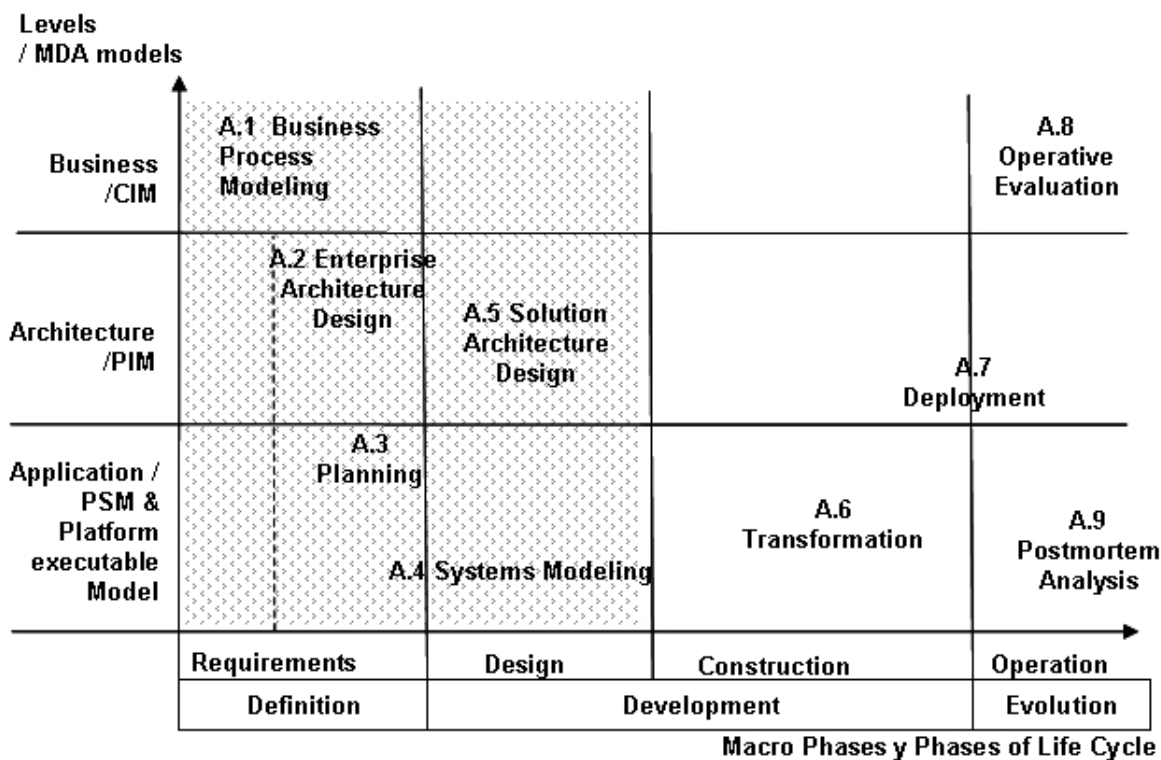 Levels
/ MDA models
A.1 Business
Process
Modeling
A.8
Operative
Evaluation
Business
/CIM
A.2 Enterprise
Architecture
Design
A.5 Solution
Architecture
Design
Architecture
/PIM
A.7
Deployment
A.3
Planning
Application /
PSM &
Platform
executable
Model
A.6
Transformation
A.9
Postmortem
Analysis
A.4 Systems Modeling
Requirements
Design
Construction
Operation
Definition
Development
Evolution
Macro Phases y Phases of Life Cycle